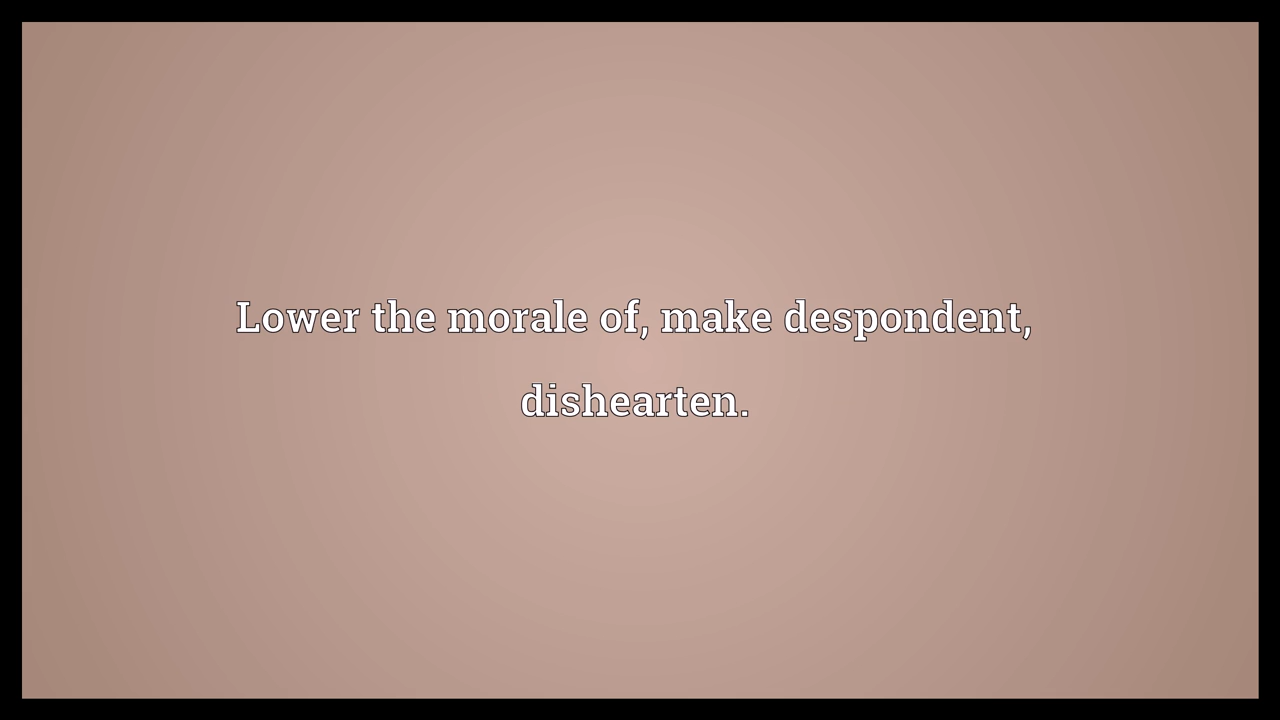 Lower the morale of, make despondent,
dishearten.